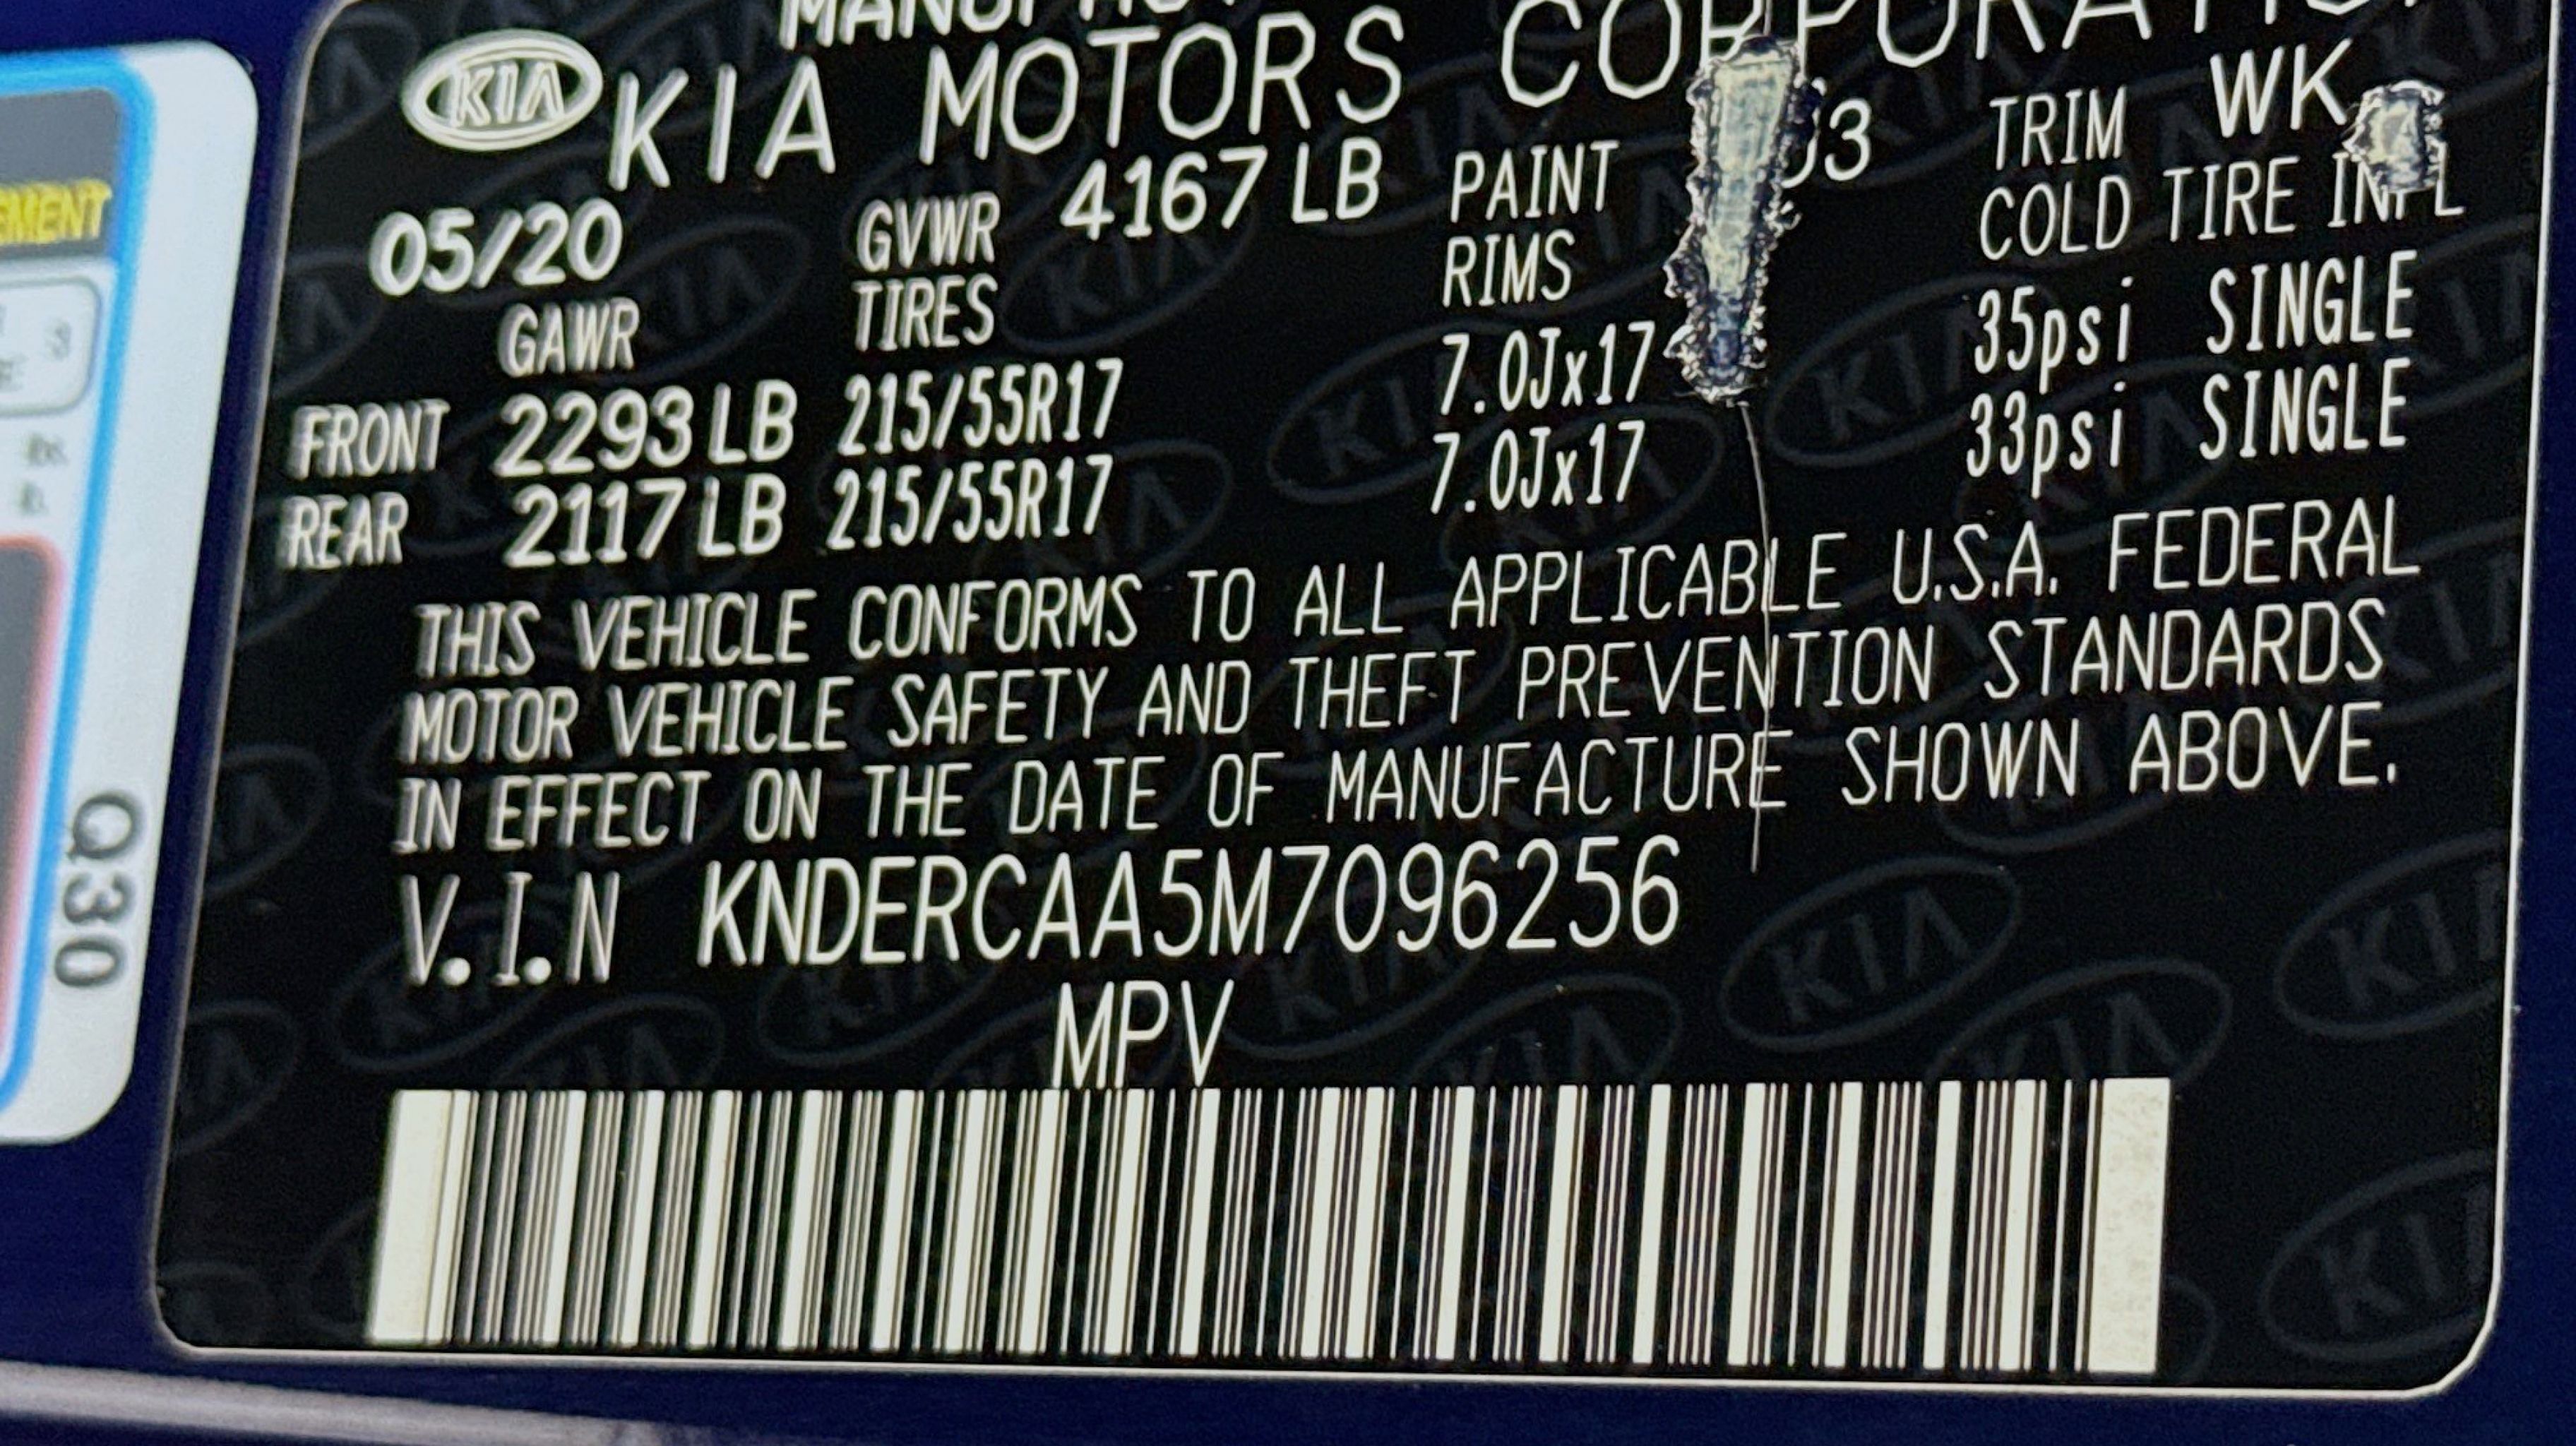 KIA
KIA MOTORS
05/20 GVWR 4167 LB PAINT TRIM WK
GAWR TIRES RIMS COLD TIRE INFL
FRONT 2293 LB 215/55R17 7.0Jx17 35psi SINGLE
REAR 2117 LB 215/55R17 7.0Jx17 33psi SINGLE
THIS VEHICLE CONFORMS TO ALL APPLICABLE U.S.A. FEDERAL
MOTOR VEHICLE SAFETY AND THEFT PREVENTION STANDARDS
IN EFFECT ON THE DATE OF MANUFACTURE SHOWN ABOVE.
V.I.N KNDERCAA5M7096256
MPV
Q30